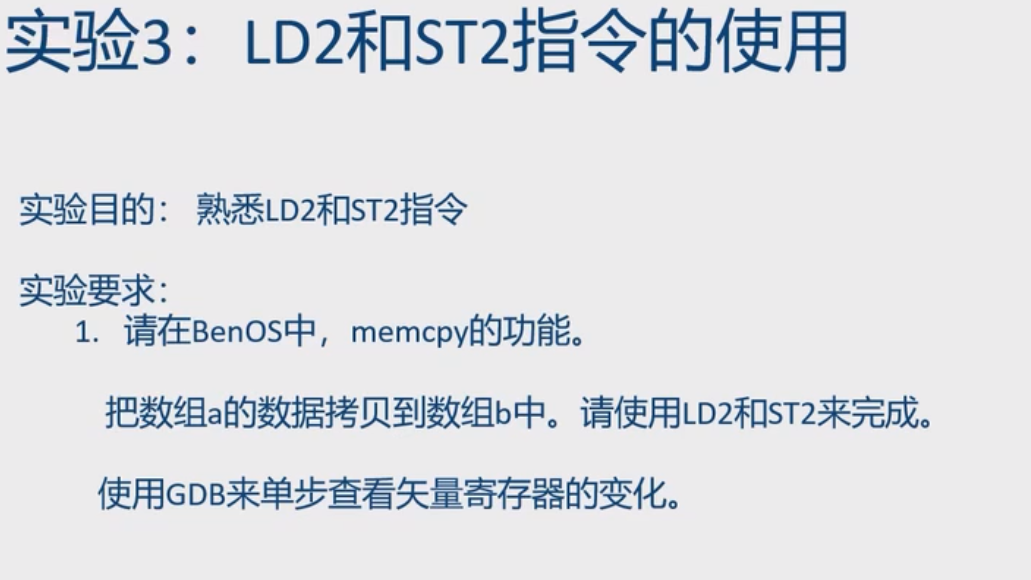 实验3：LD2和ST2指令的使用
实验目的： 熟悉LD2和ST2指令
实验要求：
1. 请在BenOS中，memcpy的功能。
把数组a的数据拷贝到数组b中。请使用LD2和ST2来完成。
使用GDB来单步查看矢量寄存器的变化。